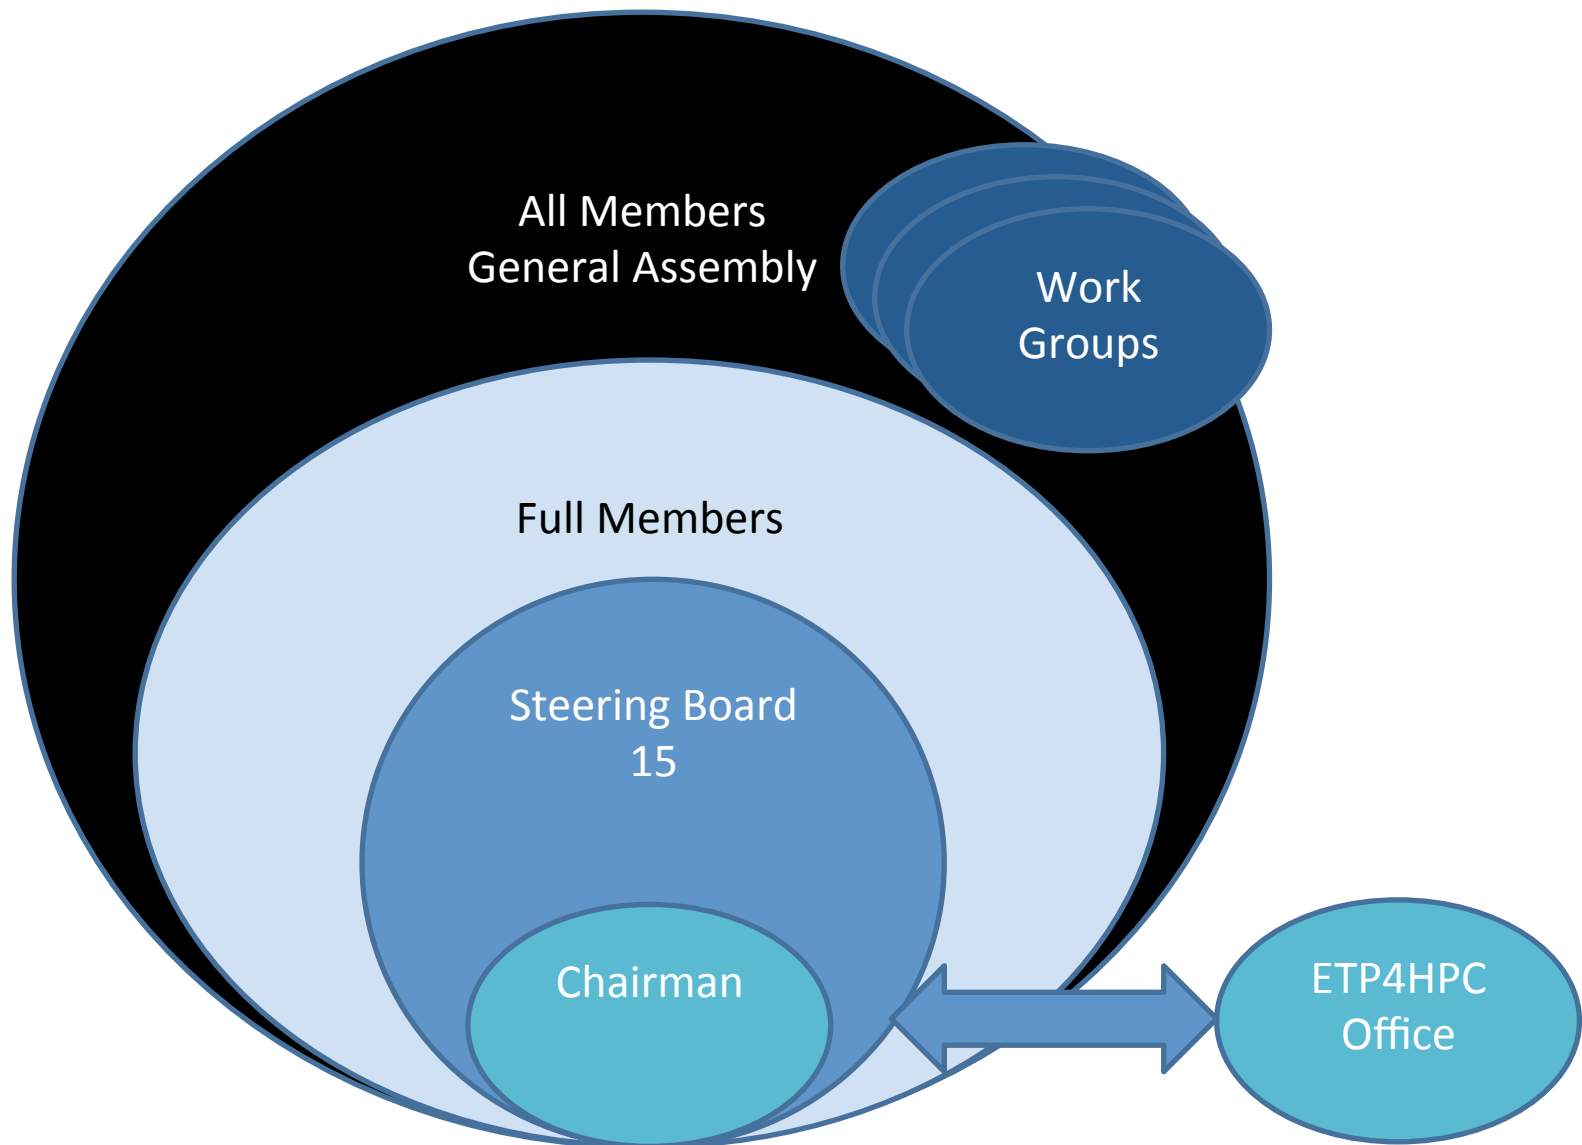 All Members
General Assembly
Work
Groups
Full Members
Steering Board
15
Chairman
ETP4HPC
Office